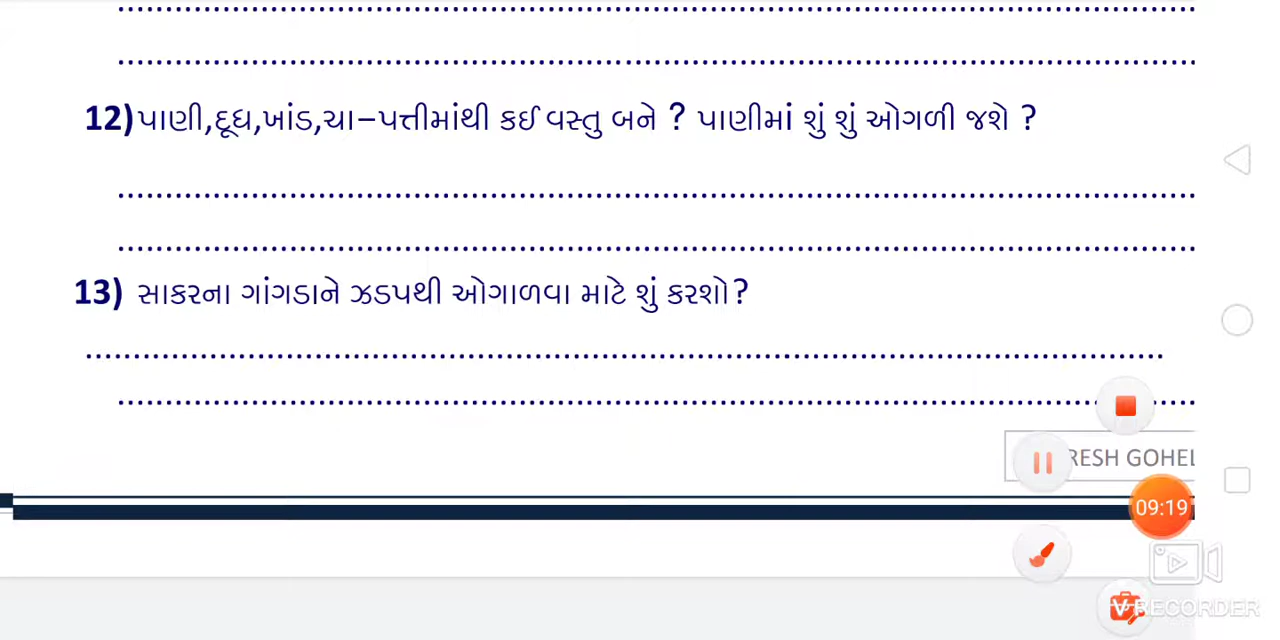 12) પાણી,દૂધ,ખાંડ,ચા–પત્તીમાંથી કઈ વસ્તુ બને ? પાણીમાં શું શું ઓગળી જશે ?
13) સાકરના ગાંગડાને ઝડપથી ઓગાળવા માટે શું કરશો?
RESH GOHEL
09:19
V RECORDER